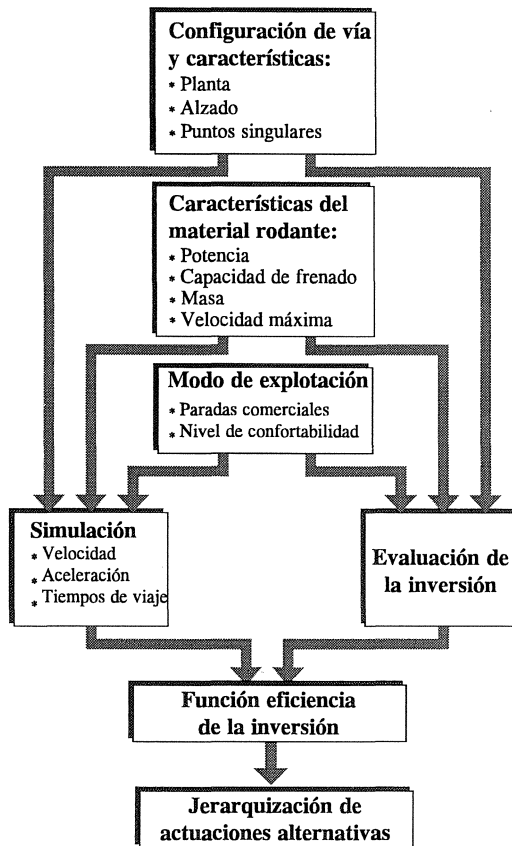 Configuración de vía
y características:
* Planta
* Alzado
* Puntos singulares
Características del
material rodante:
* Potencia
* Capacidad de frenado
* Masa
* Velocidad máxima
Modo de explotación
* Paradas comerciales
* Nivel de confortabilidad
Simulación
* Velocidad
* Aceleración
* Tiempos de viaje
Evaluación de
la inversión
Función eficiencia
de la inversión
Jerarquización de
actuaciones alternativas